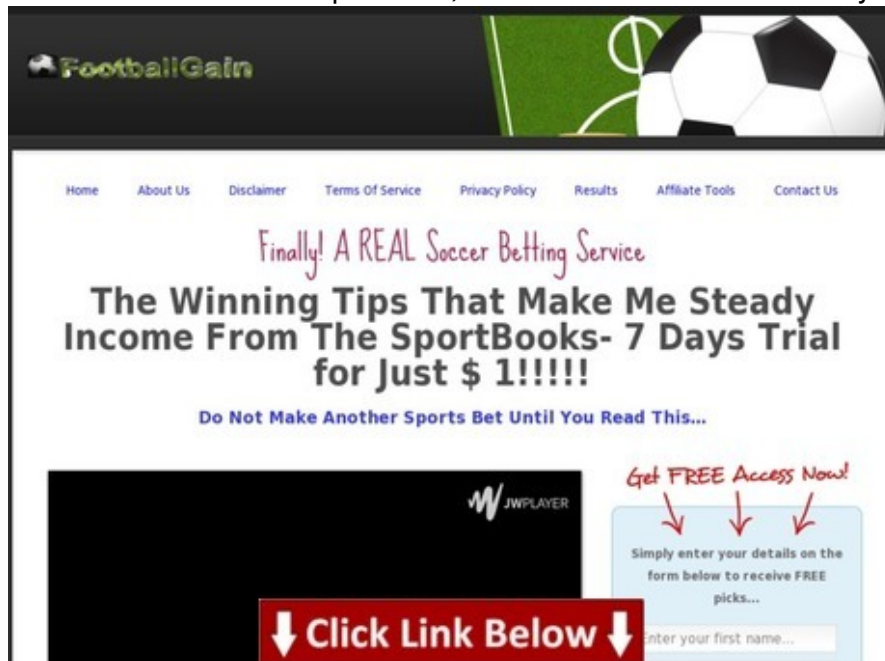 FootballGain
Home About Us Disclaimer Terms Of Service Privacy Policy Results Affiliate Tools Contact Us
Finally! A REAL Soccer Betting Service
The Winning Tips That Make Me Steady
Income From The SportBooks- 7 Days Trial
for Just $ 1!!!!!
Do Not Make Another Sports Bet Until You Read This...
Get FREE Access Now!
JWPLAYER
Simply enter your details on the
form below to receive FREE
picks...
Click Link Below
Enter your first name...